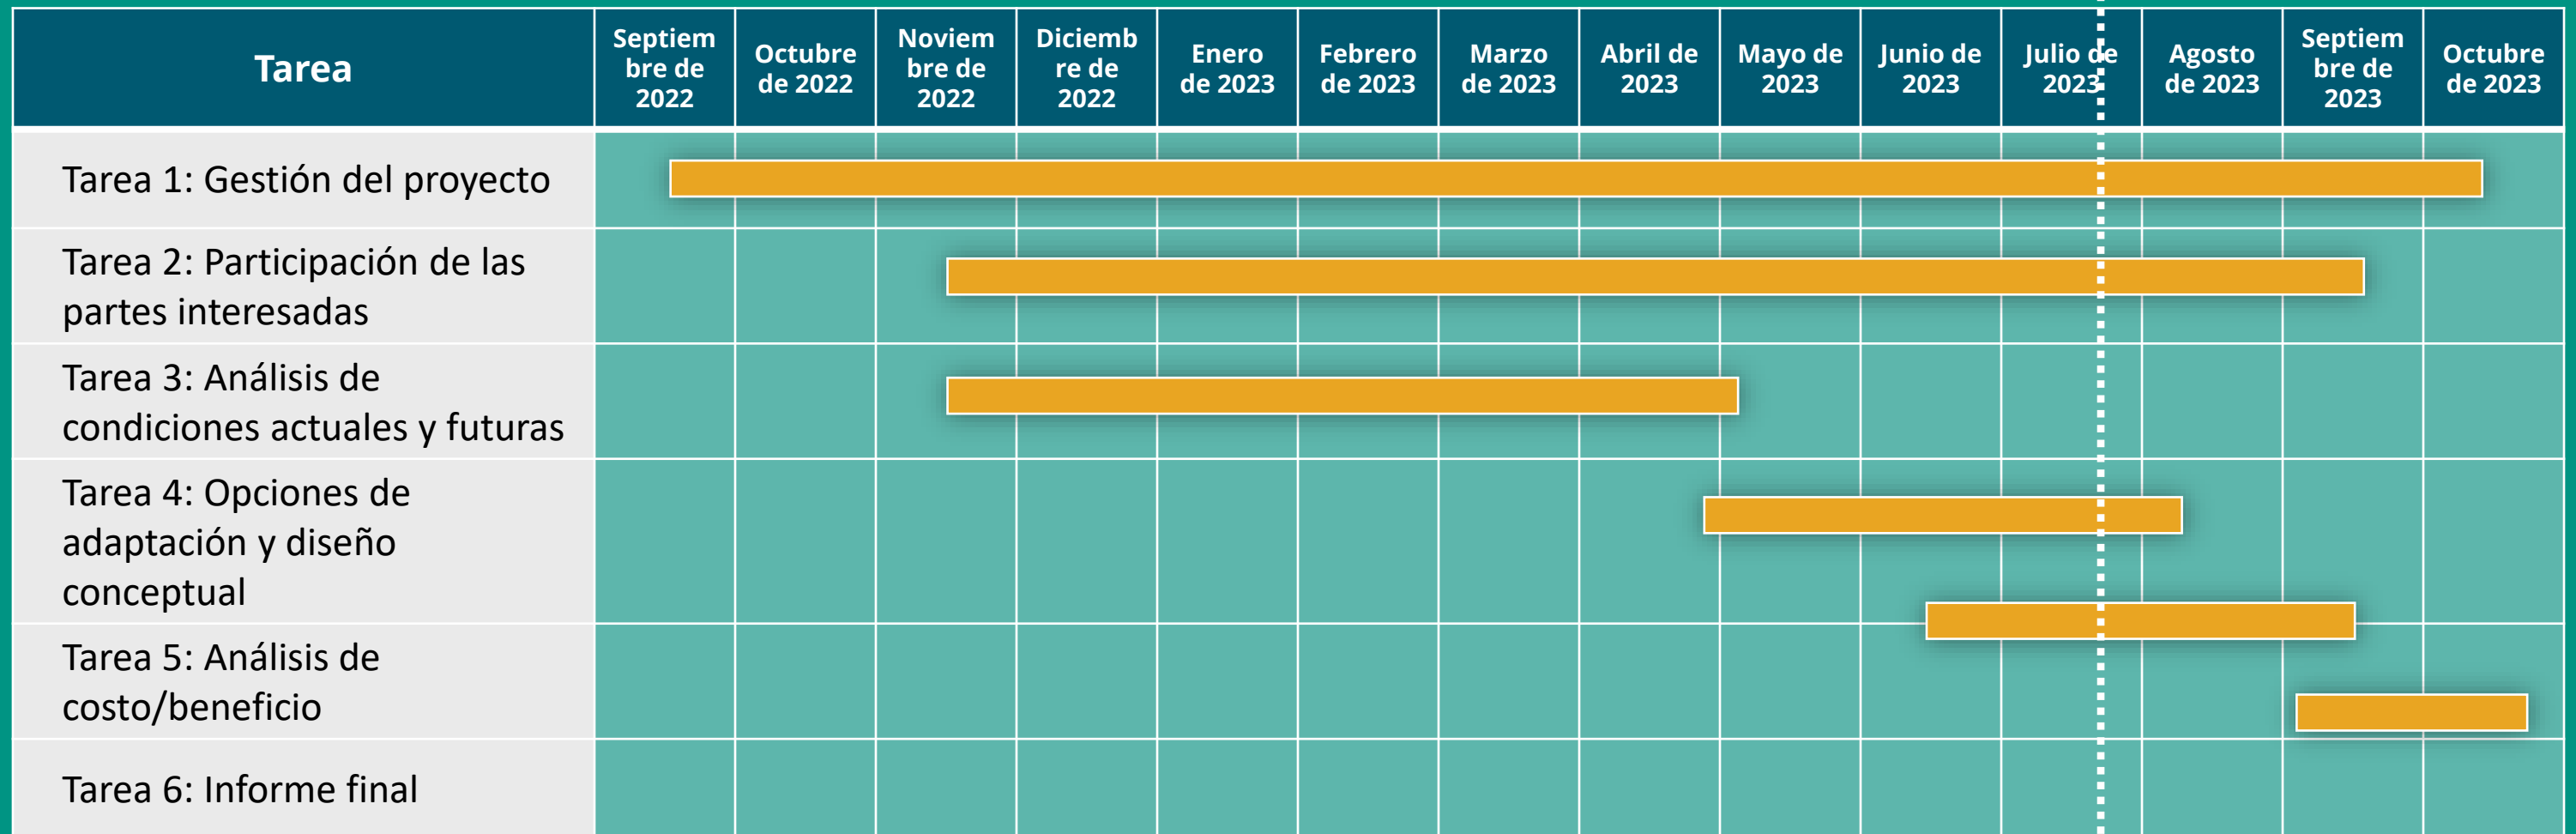 Tarea
Septiem
bre de
2022
Octubre
de 2022
Noviem
bre de
2022
Diciemb
re de
2022
Enero
de 2023
Febrero
de 2023
Marzo
de 2023
Abril de
2023
Mayo de
2023
Junio de
2023
Julio de
2023
Agosto
de 2023
Septiem
bre de
2023
Octubre
de 2023
Tarea 1: Gestión del proyecto
Tarea 2: Participación de las
partes interesadas
Tarea 3: Análisis de
condiciones actuales y futuras
Tarea 4: Opciones de
adaptación y diseño
conceptual
Tarea 5: Análisis de
costo/beneficio
Tarea 6: Informe final